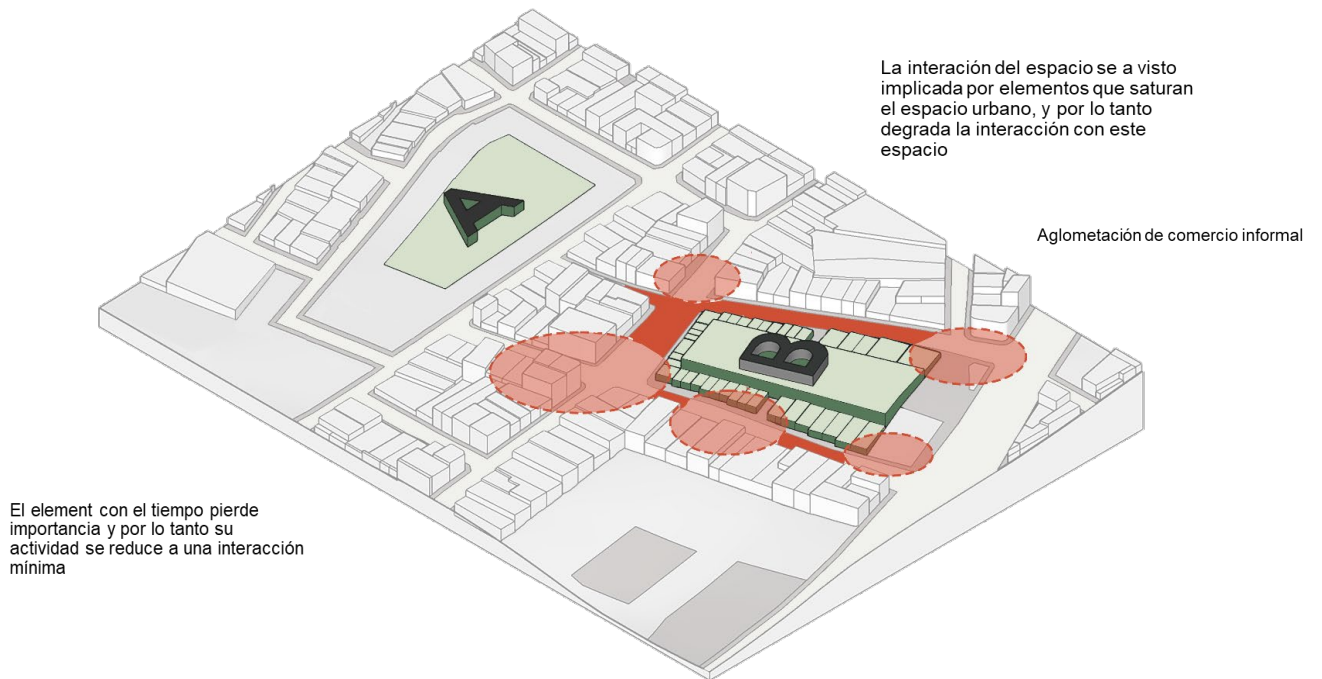 La interación del espacio se a visto
implicada por elementos que saturan
el espacio urbano, y por lo tanto
degrada la interacción con este
espacio
Aglometación de comercio informal
A
B
El element con el tiempo pierde
importancia y por lo tanto su
actividad se reduce a una interacción
mínima